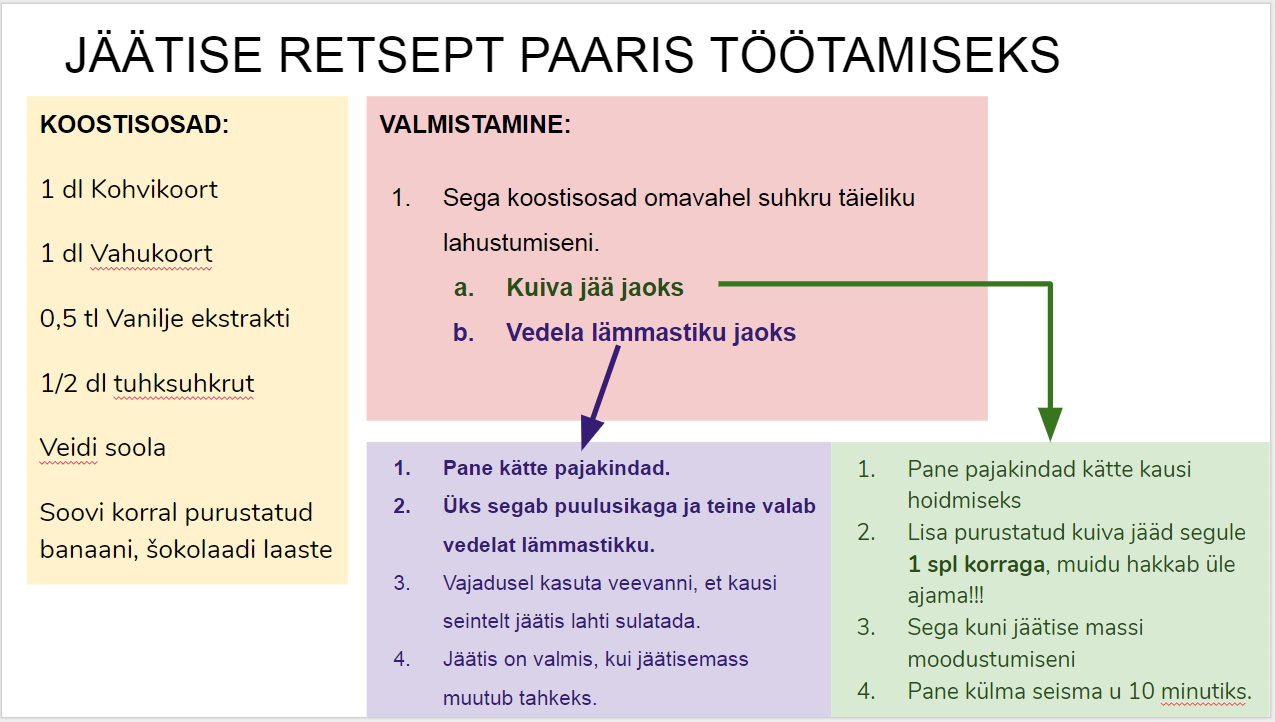 JÄÄTISE RETSEPT PAARIS TÖÖTAMISEKS
KOOSTISOSAD:
1 dl Kohvikoort
1 dl Vahukoort
0,5 tl Vanilje ekstrakti
1/2 dl tuhksuhkrut
Veidi soola
Soovi korral purustatud
banaani, šokolaadi laaste
VALMISTAMINE:
1. Sega koostisosad omavahel suhkru täieliku
lahustumiseni.
a. Kuiva jää jaoks
b. Vedela lämmastiku jaoks
1. Pane kätte pajakindad.
2. Üks segab puulusikaga ja teine valab
vedelat lämmastikku.
3. Vajadusel kasuta veevanni, et kausi
seintelt jäätis lahti sulatada.
4. Jäätis on valmis, kui jäätisemass
muutub tahkeks.
1. Pane pajakindad kätte kausi
hoidmiseks
2. Lisa purustatud kuiva jääd segule
1 spl korraga, muidu hakkab üle
ajama!!!
3. Sega kuni jäätise massi
moodustumiseni
4. Pane külma seisma u 10 minutiks.